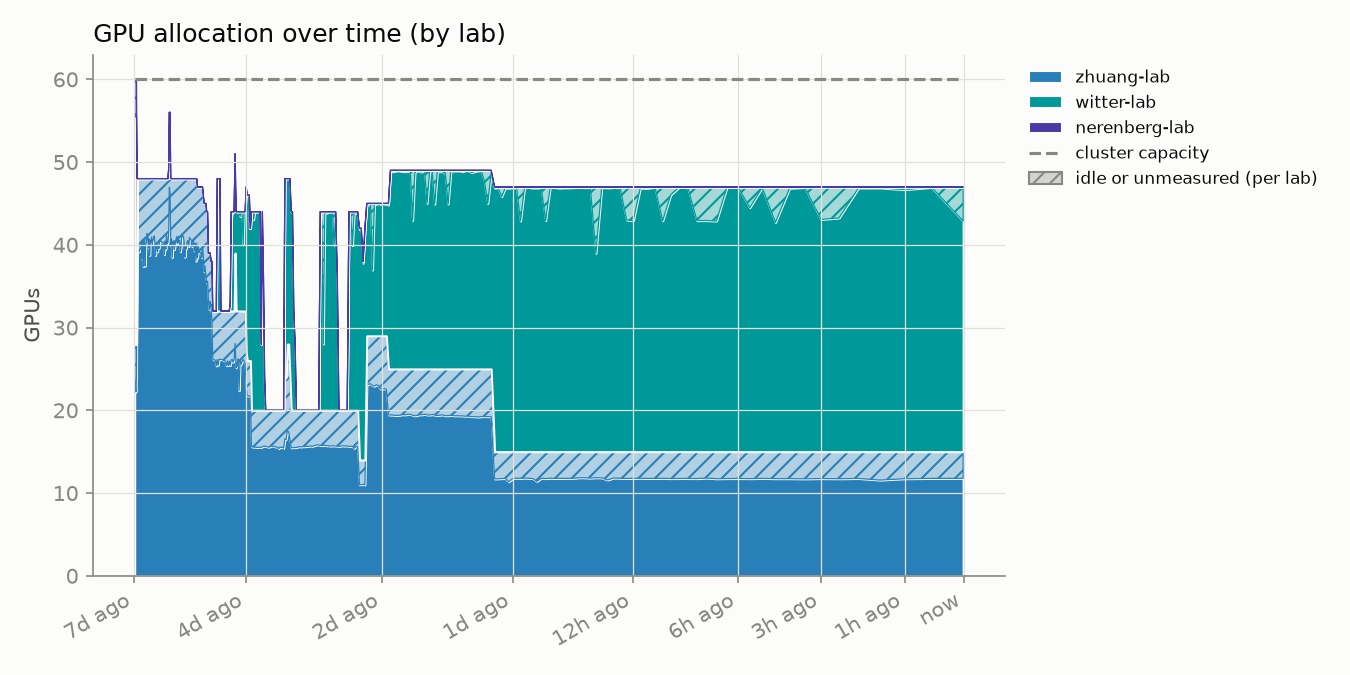 GPU allocation over time (by lab)
zhuang-lab
witter-lab
nerenberg-lab
cluster capacity
idle or unmeasured (per lab)
GPUs
60
50
40
30
20
10
0
7d ago
4d ago
2d ago
1d ago
12h ago
6h ago
3h ago
1h ago
now